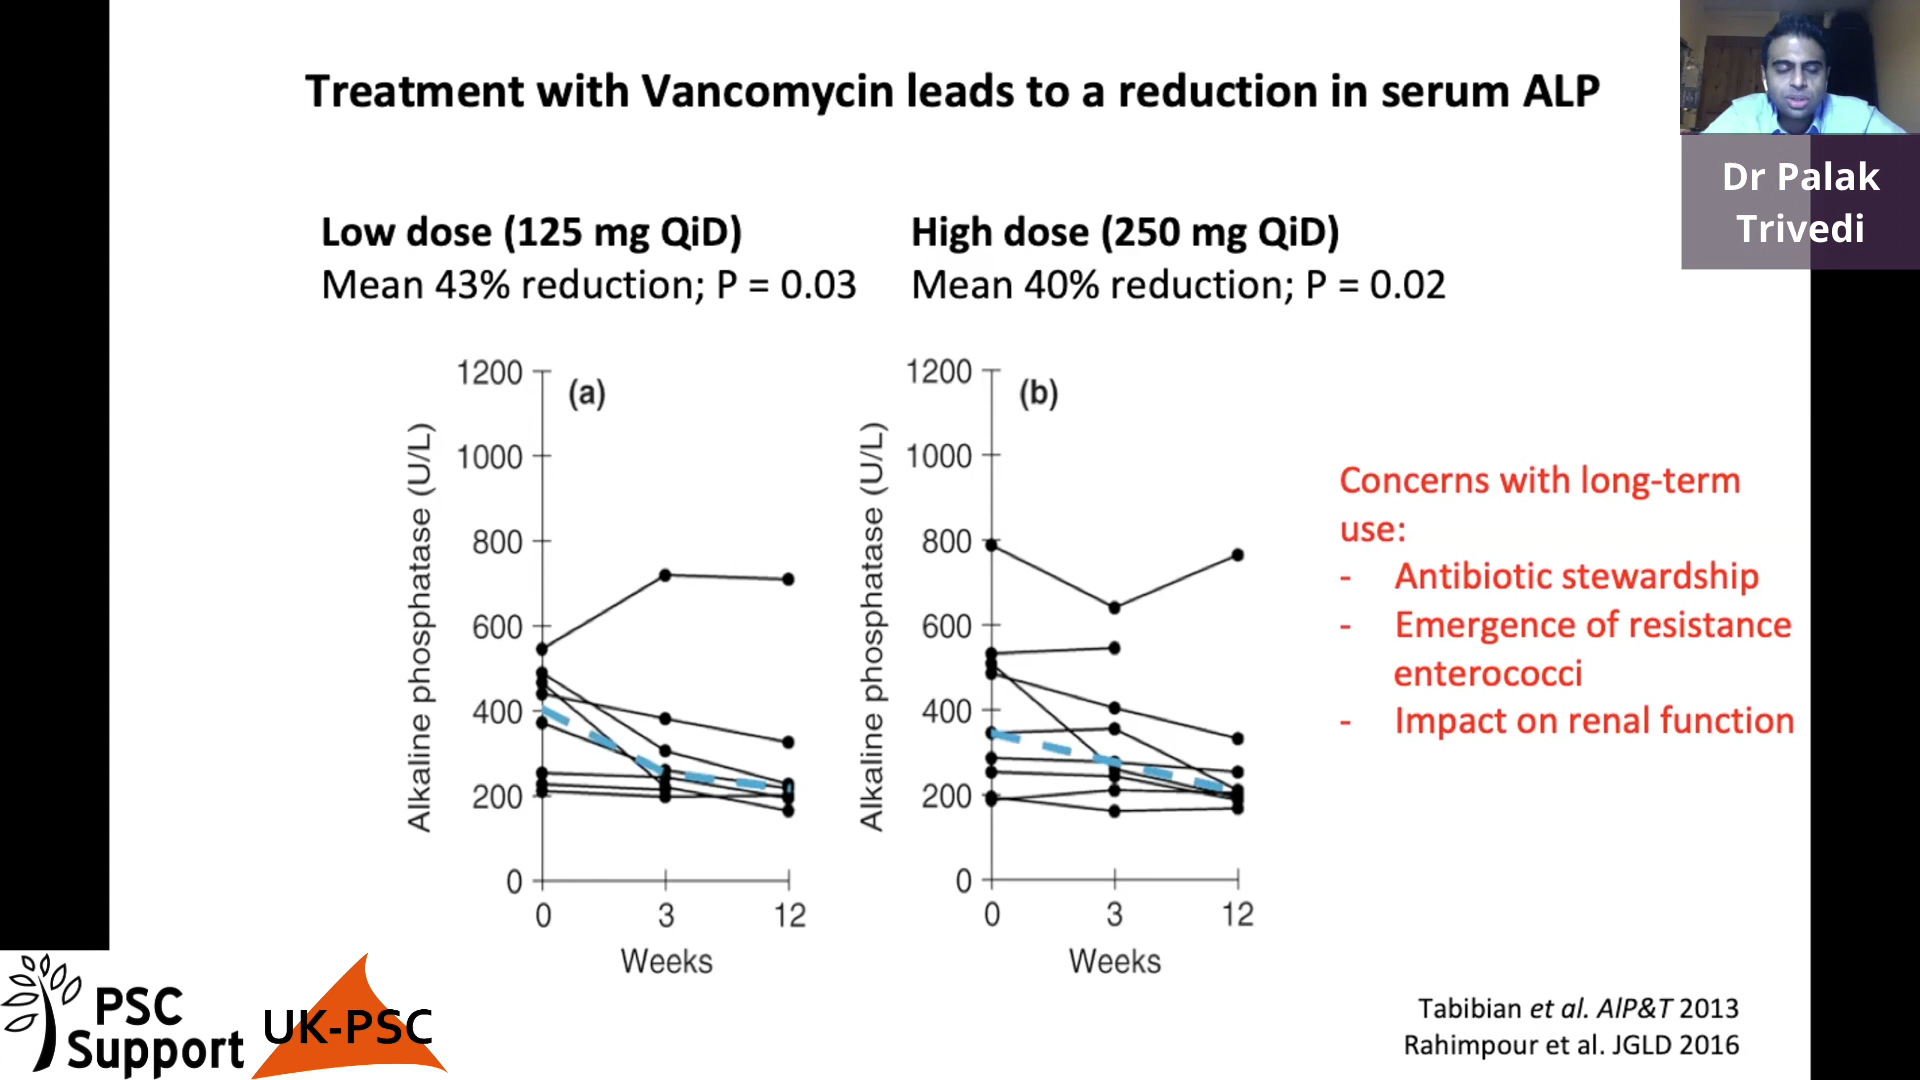 Treatment with Vancomycin leads to a reduction in serum ALP
Dr Palak
Trivedi
Low dose (125 mg QiD)
Mean 43% reduction; P = 0.03
High dose (250 mg QiD)
Mean 40% reduction; P = 0.02
(a)
Alkaline phosphatase (U/L)
1200
1000
800
600
400
200
0
0 3 12
Weeks
(b)
Alkaline phosphatase (U/L)
1200
1000
800
600
400
200
0
0 3 12
Weeks
Concerns with long-term
use:
- Antibiotic stewardship
- Emergence of resistance
enterococci
- Impact on renal function
PSC
Support
UK-PSC
Tabibian et al. AlP&T 2013
Rahimpour et al. JGLD 2016